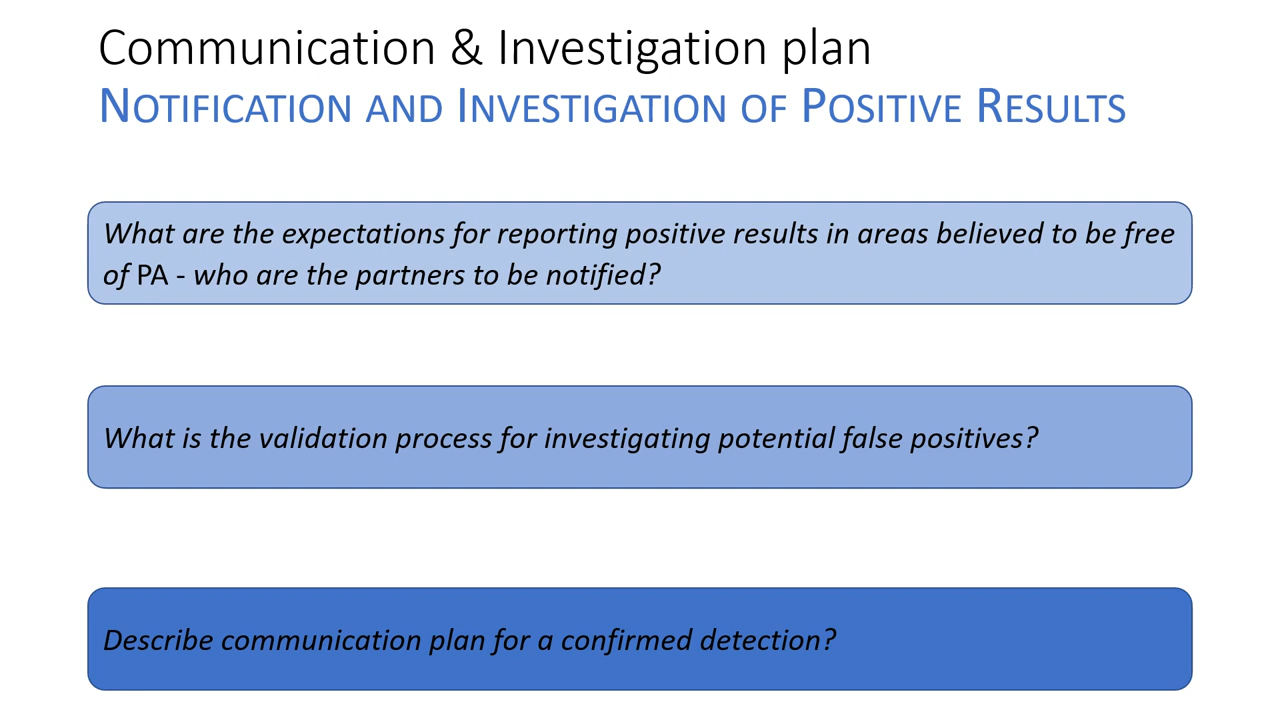 Communication & Investigation plan
NOTIFICATION AND INVESTIGATION OF POSITIVE RESULTS
What are the expectations for reporting positive results in areas believed to be free
of PA - who are the partners to be notified?
What is the validation process for investigating potential false positives?
Describe communication plan for a confirmed detection?